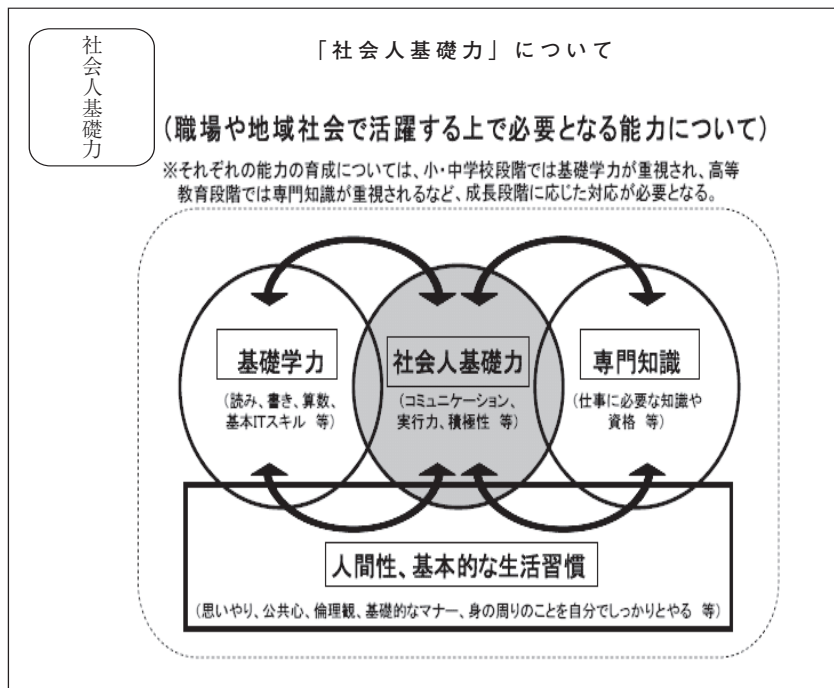 社会人基礎力
「社会人基礎力」について
(職場や地域社会で活躍する上で必要となる能力について)
※それぞれの能力の育成については、小・中学校段階では基礎学力が重視され、高等
教育段階では専門知識が重視されるなど、成長段階に応じた対応が必要となる。
基礎学力
(読み、書き、算数、
基本ITスキル 等)
社会人基礎力
(コミュニケーション、
実行力、積極性 等)
専門知識
(仕事に必要な知識や
資格 等)
人間性、基本的な生活習慣
(思いやり、公共心、倫理観、基礎的なマナー、身の周りのことを自分でしっかりとやる 等)